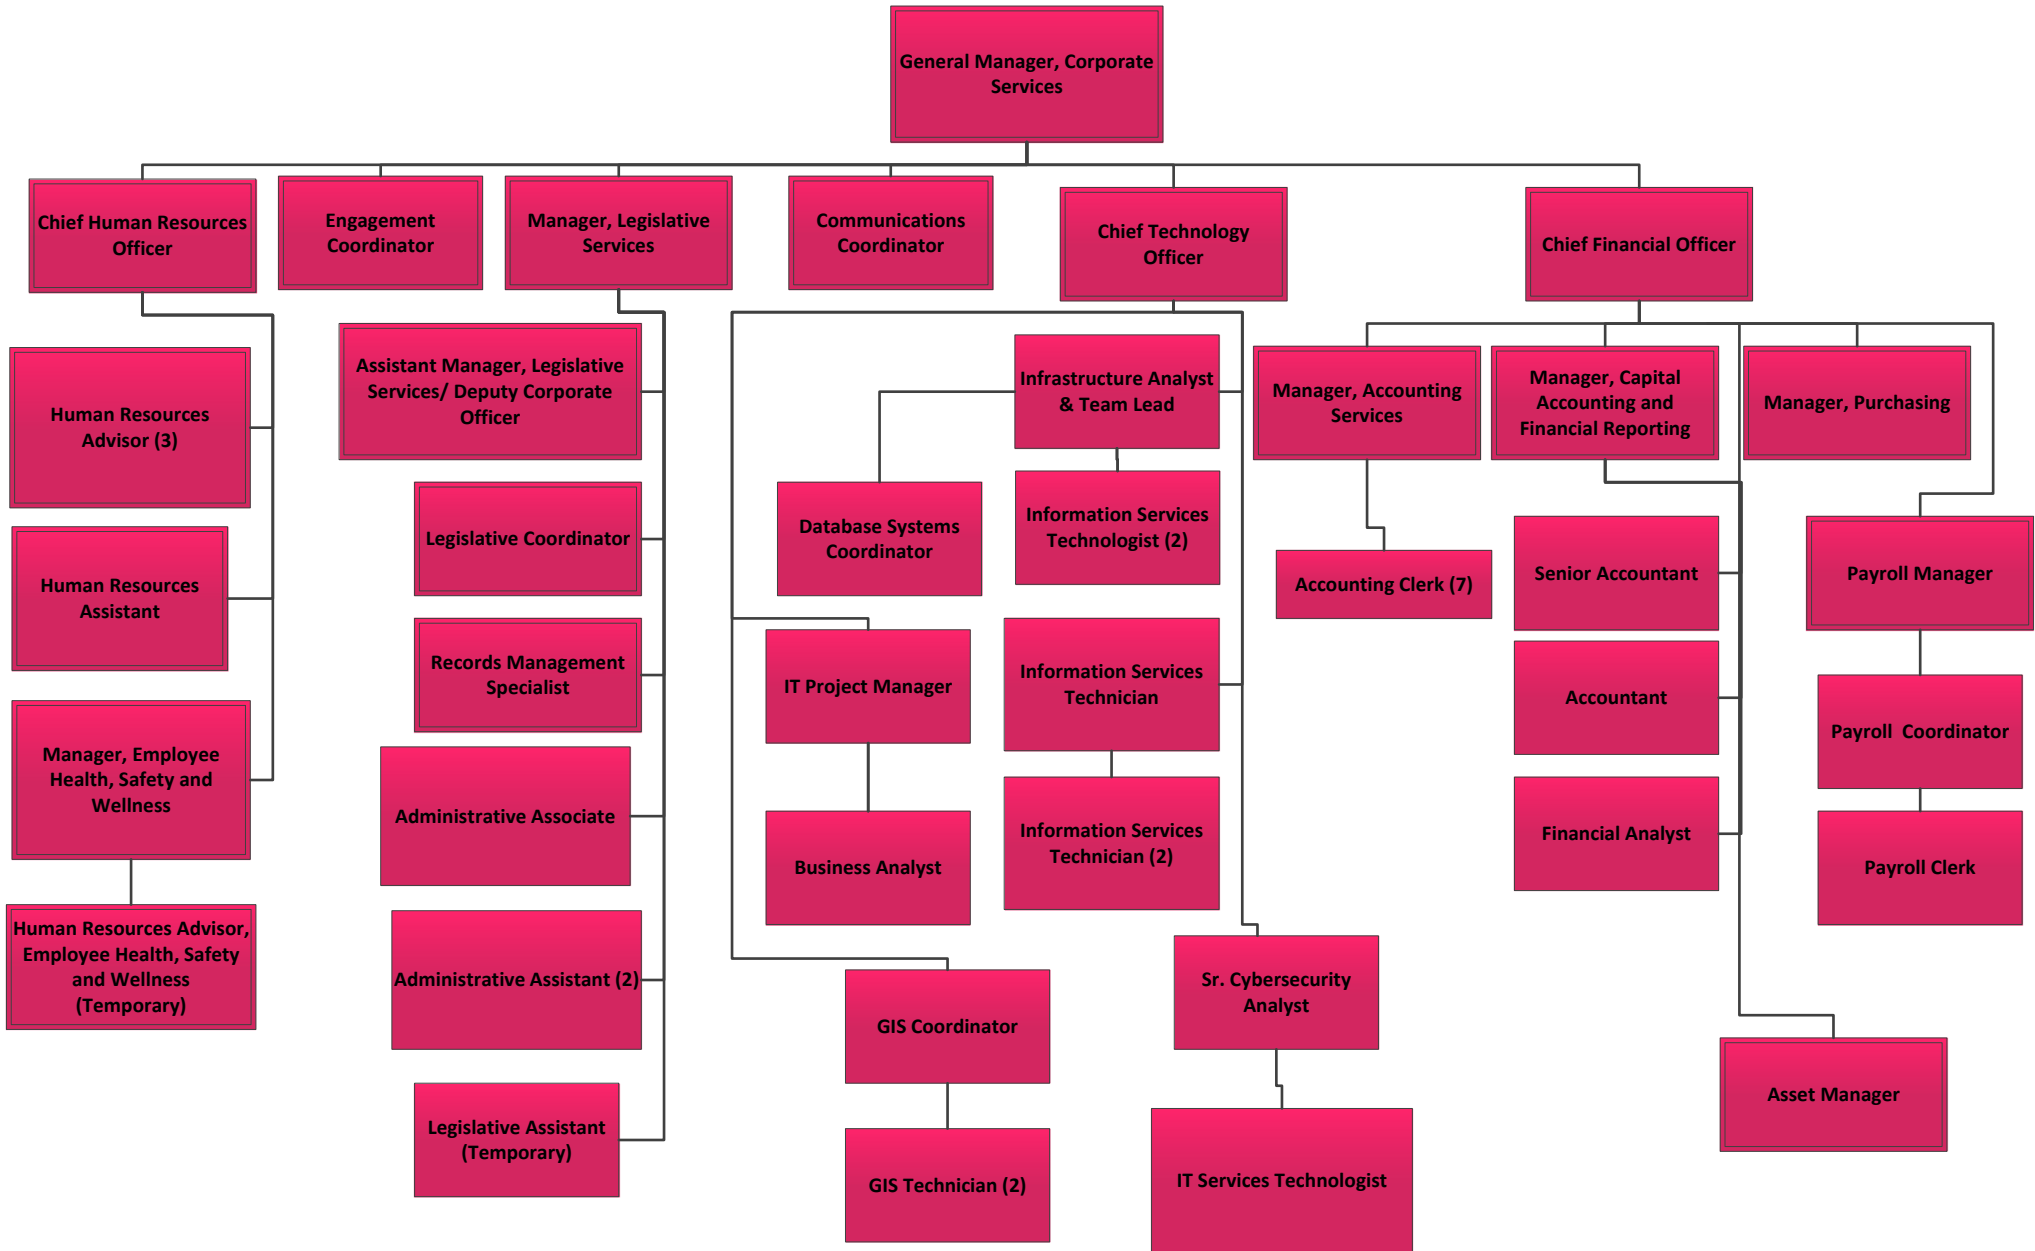 General Manager, Corporate
Services
Chief Human Resources
Officer
Engagement
Coordinator
Manager, Legislative
Services
Communications
Coordinator
Chief Technology
Officer
Chief Financial Officer
Human Resources
Advisor (3)
Human Resources
Assistant
Manager, Employee
Health, Safety and
Wellness
Human Resources Advisor,
Employee Health, Safety
and Wellness
(Temporary)
Assistant Manager, Legislative
Services/ Deputy Corporate
Officer
Legislative Coordinator
Records Management
Specialist
Administrative Associate
Administrative Assistant (2)
Legislative Assistant
(Temporary)
Infrastructure Analyst
& Team Lead
Database Systems
Coordinator
Information Services
Technologist (2)
IT Project Manager
Business Analyst
Information Services
Technician
Information Services
Technician (2)
GIS Coordinator
GIS Technician (2)
Sr. Cybersecurity
Analyst
IT Services Technologist
Manager, Accounting
Services
Accounting Clerk (7)
Manager, Capital
Accounting and
Financial Reporting
Senior Accountant
Accountant
Financial Analyst
Manager, Purchasing
Payroll Manager
Payroll  Coordinator
Payroll Clerk
Asset Manager